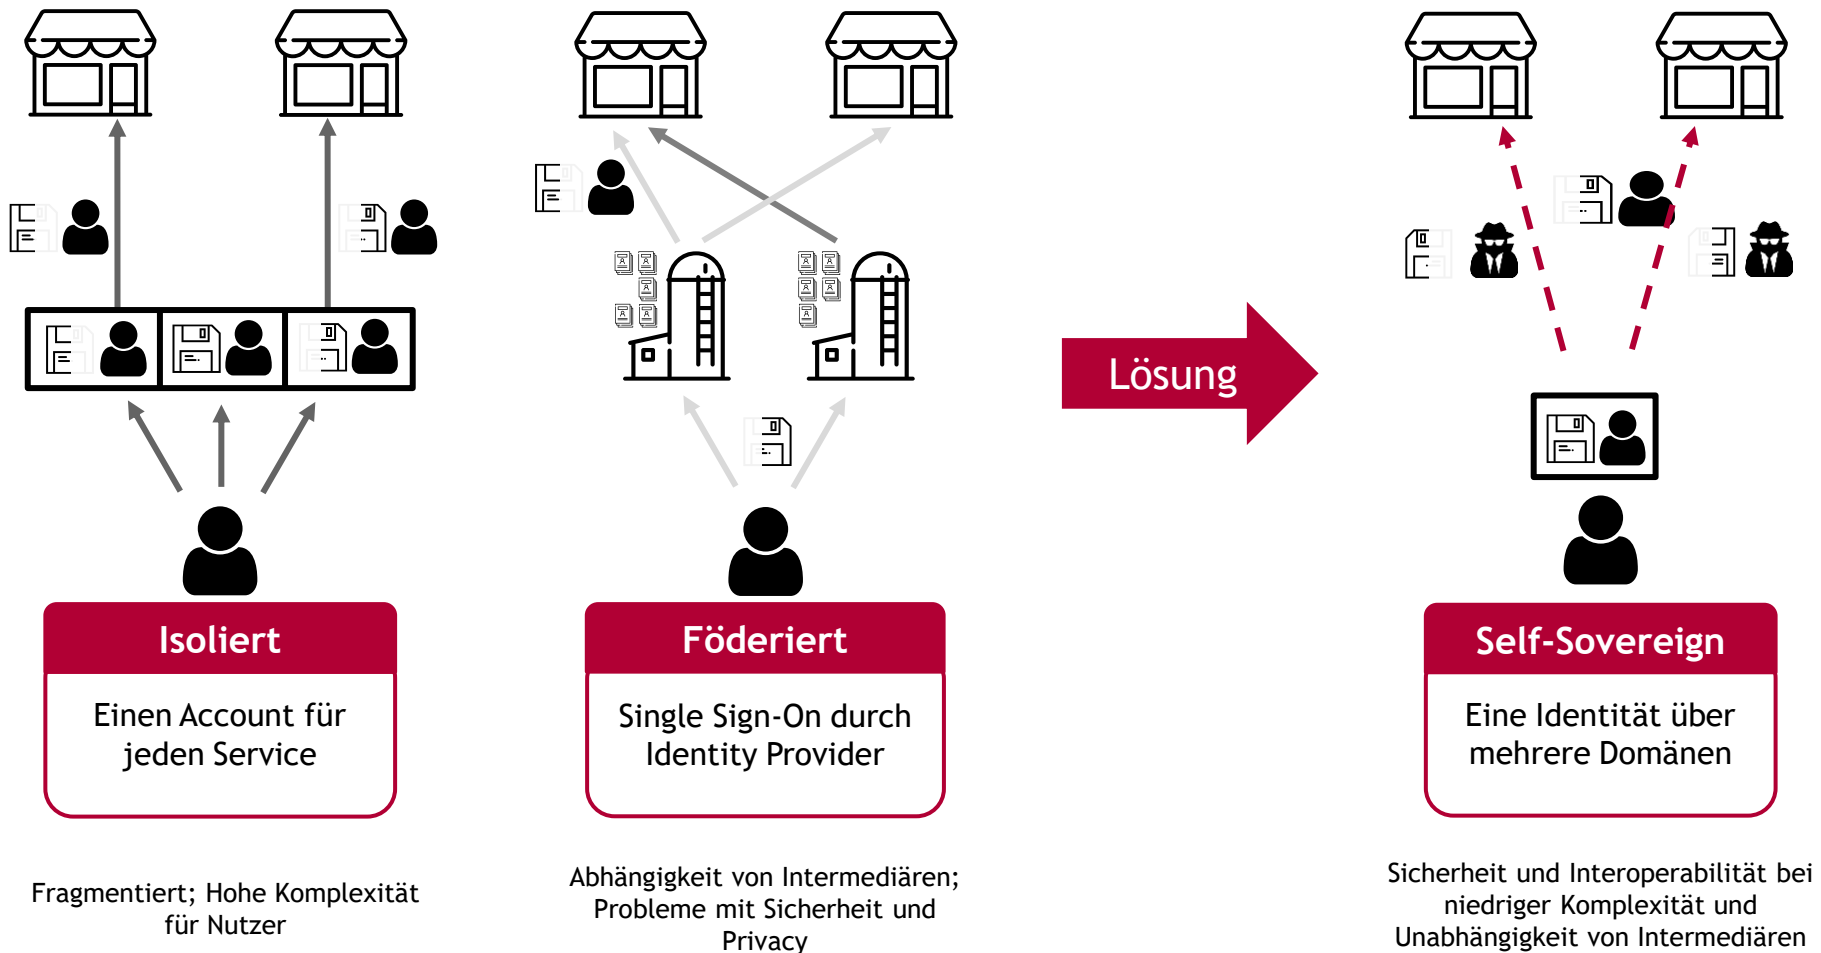 Lösung
Isoliert
Einen Account für
jeden Service
Fragmentiert; Hohe Komplexität
für Nutzer
Föderiert
Single Sign-On durch
Identity Provider
Abhängigkeit von Intermediären;
Probleme mit Sicherheit und
Privacy
Self-Sovereign
Eine Identität über
mehrere Domänen
Sicherheit und Interoperabilität bei
niedriger Komplexität und
Unabhängigkeit von Intermediären